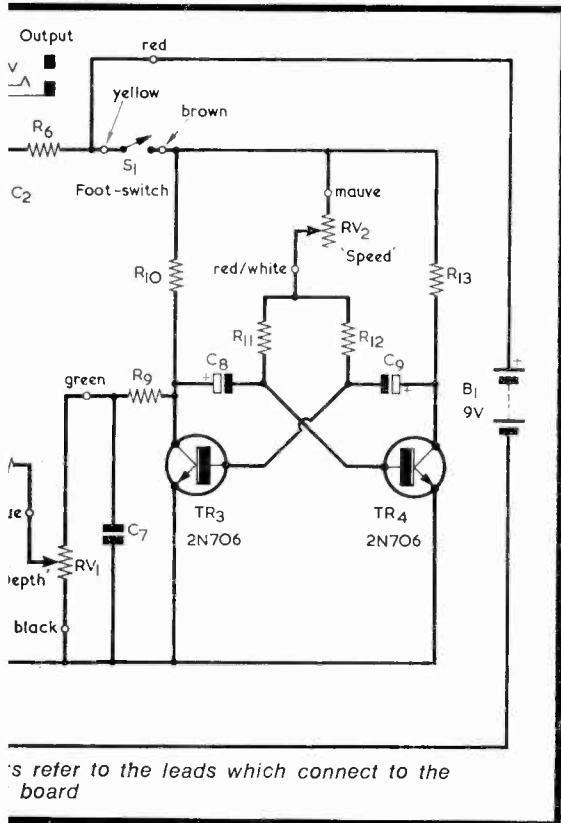 Output
red
V
yellow
brown
R6
S1
C2
Foot-switch
mauve
RV2
'Speed'
red/white
R10
R13
R11
R12
C8
C9
+
+
+
green
R9
B1
9V
TR3
2N706
TR4
2N706
C7
ue
RV1
Depth'
black
's refer to the leads which connect to the
board